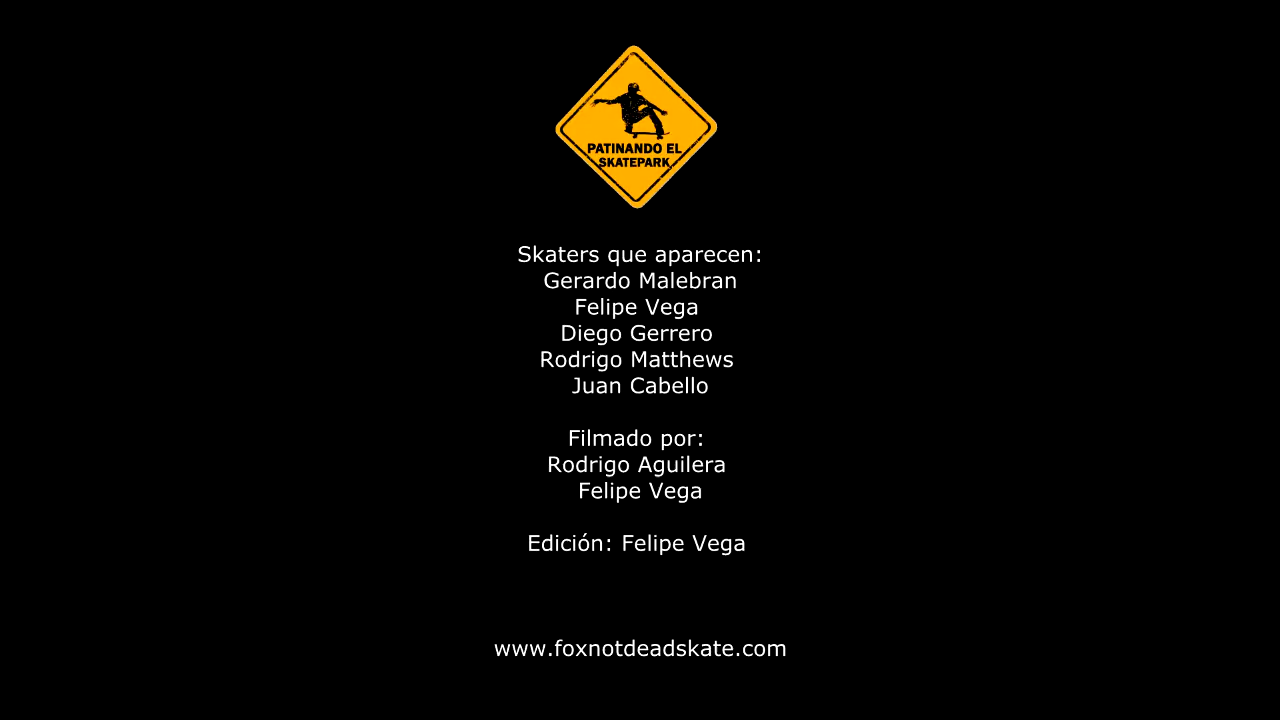 PATINANDO EL
SKATEPARK
Skaters que aparecen:
Gerardo Malebran
Felipe Vega
Diego Gerrero
Rodrigo Matthews
Juan Cabello
Filmado por:
Rodrigo Aguilera
Felipe Vega
Edición: Felipe Vega
www.foxnotdeadskate.com